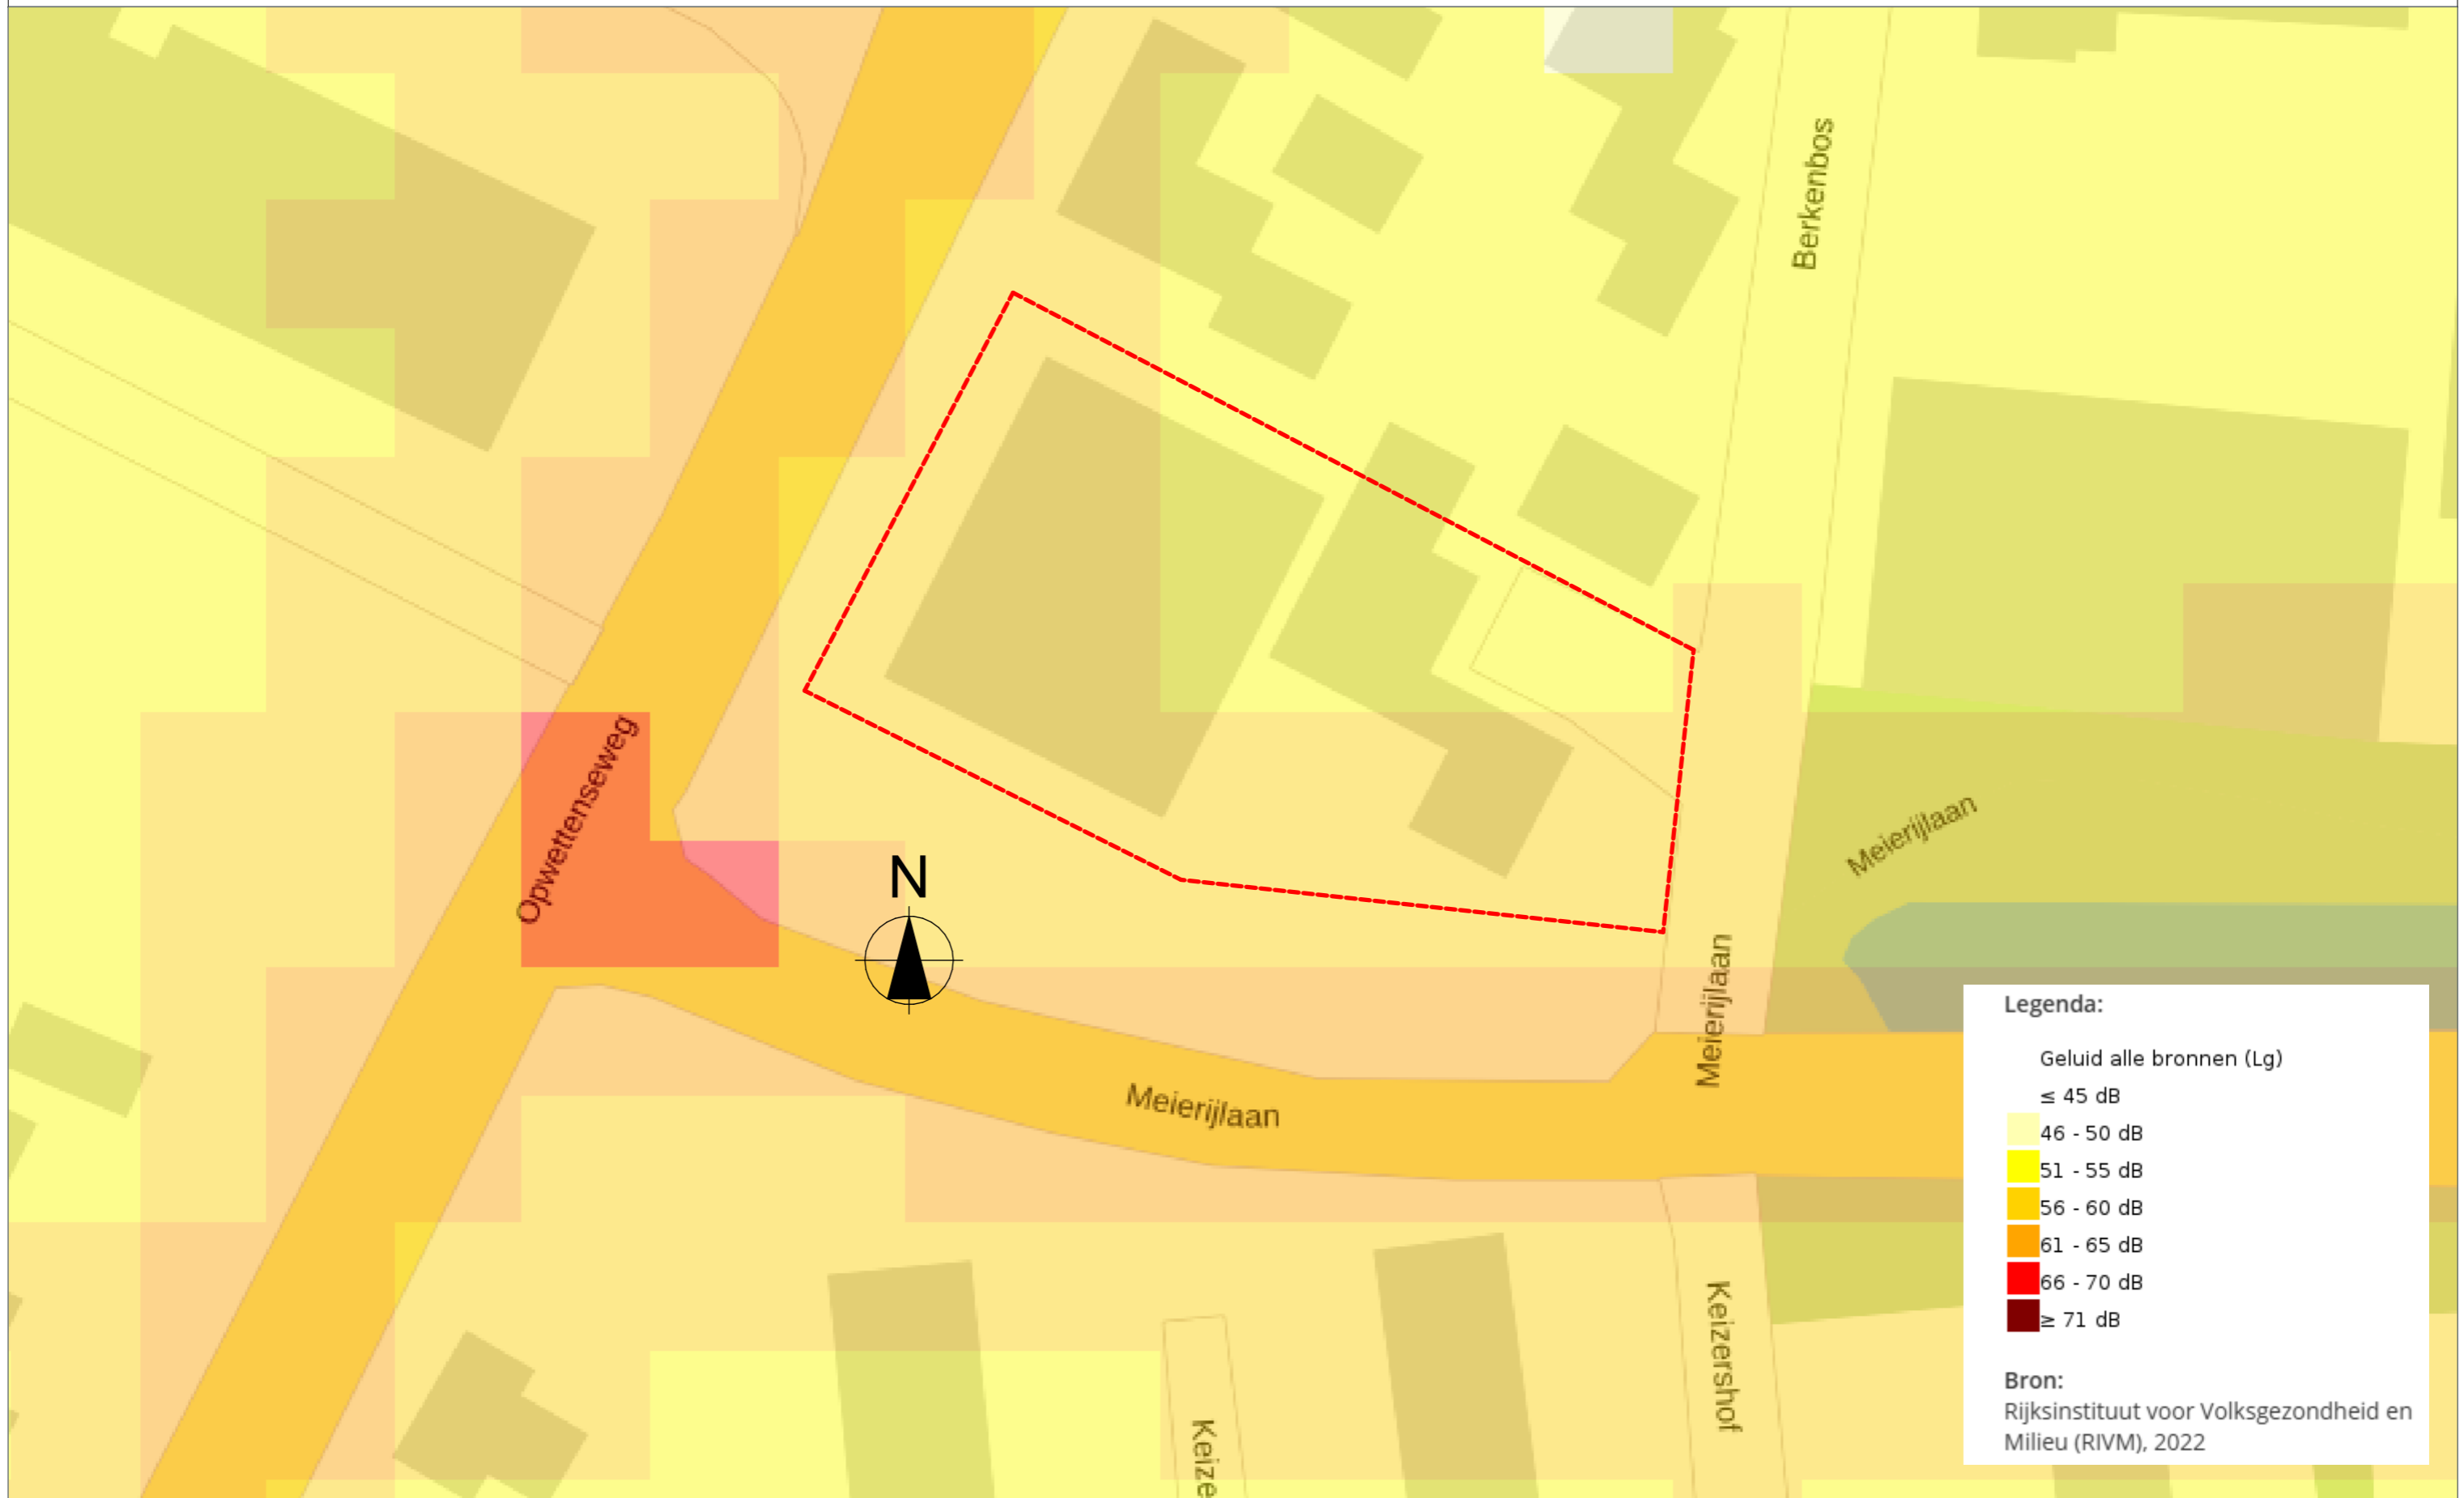 Berkenbos
Opwettenseweg
N
Meierijlaan
Meierijlaan
Meierijlaan
Keizershof
Keize
Legenda:
Geluid alle bronnen (Lg)
≤ 45 dB
46 - 50 dB
51 - 55 dB
56 - 60 dB
61 - 65 dB
66 - 70 dB
≥ 71 dB
Bron:
Rijksinstituut voor Volksgezondheid en
Milieu (RIVM), 2022